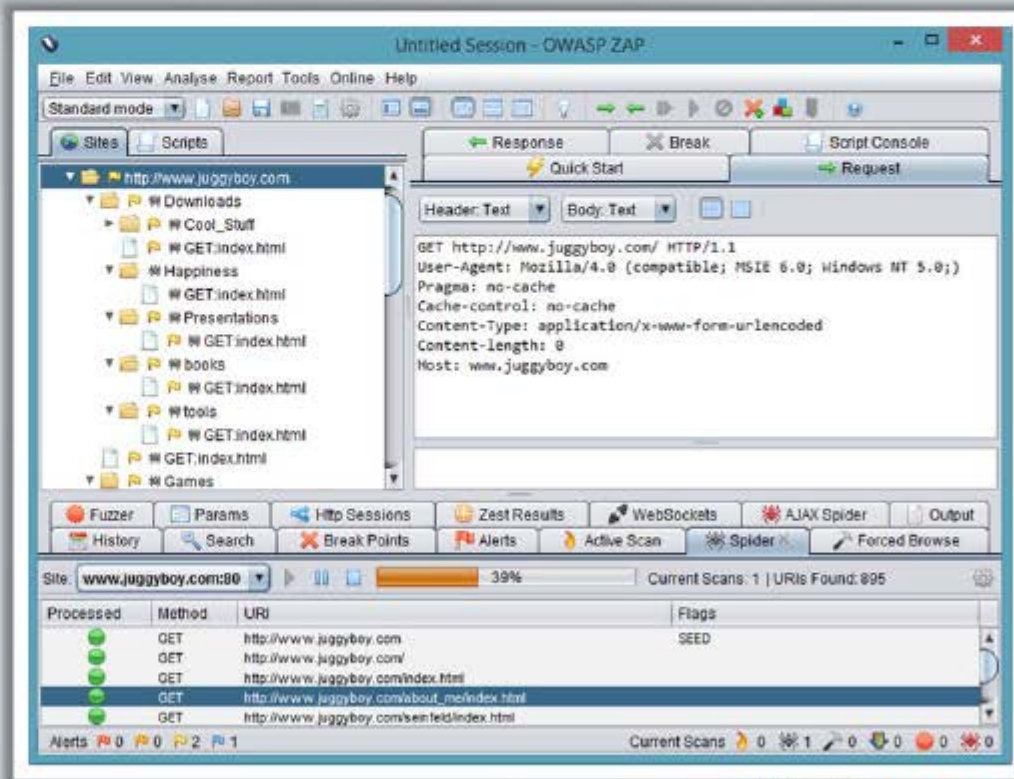 Untitled Session - OWASP ZAP
File Edit View Analyse Report Tools Online Help
Standard mode
Sites Scripts
http://www.juggyboy.com
Downloads
Cool_Stuff
GET:index.html
Happiness
GET:index.html
Presentations
GET:index.html
books
GET:index.html
tools
GET:index.html
GET:index.html
Games
Response Break Script Console
Quick Start Request
Header: Text Body: Text
GET http://www.juggyboy.com/ HTTP/1.1
User-Agent: Mozilla/4.0 (compatible; MSIE 6.0; Windows NT 5.0;)
Pragma: no-cache
Cache-control: no-cache
Content-Type: application/x-www-form-urlencoded
Content-length: 0
Host: www.juggyboy.com
Fuzzer Params Http Sessions Zest Results WebSockets AJAX Spider Output
History Search Break Points Alerts Active Scan Spider Forced Browse
Site: www.juggyboy.com:80 39% Current Scans: 1 | URIs Found: 895
Processed Method URI Flags
GET http://www.juggyboy.com SEED
GET http://www.juggyboy.com/
GET http://www.juggyboy.com/index.html
GET http://www.juggyboy.com/about_me/index.html
GET http://www.juggyboy.com/seinfeld/index.html
Alerts 0 0 2 1 Current Scans 0 1 0 0 0 0